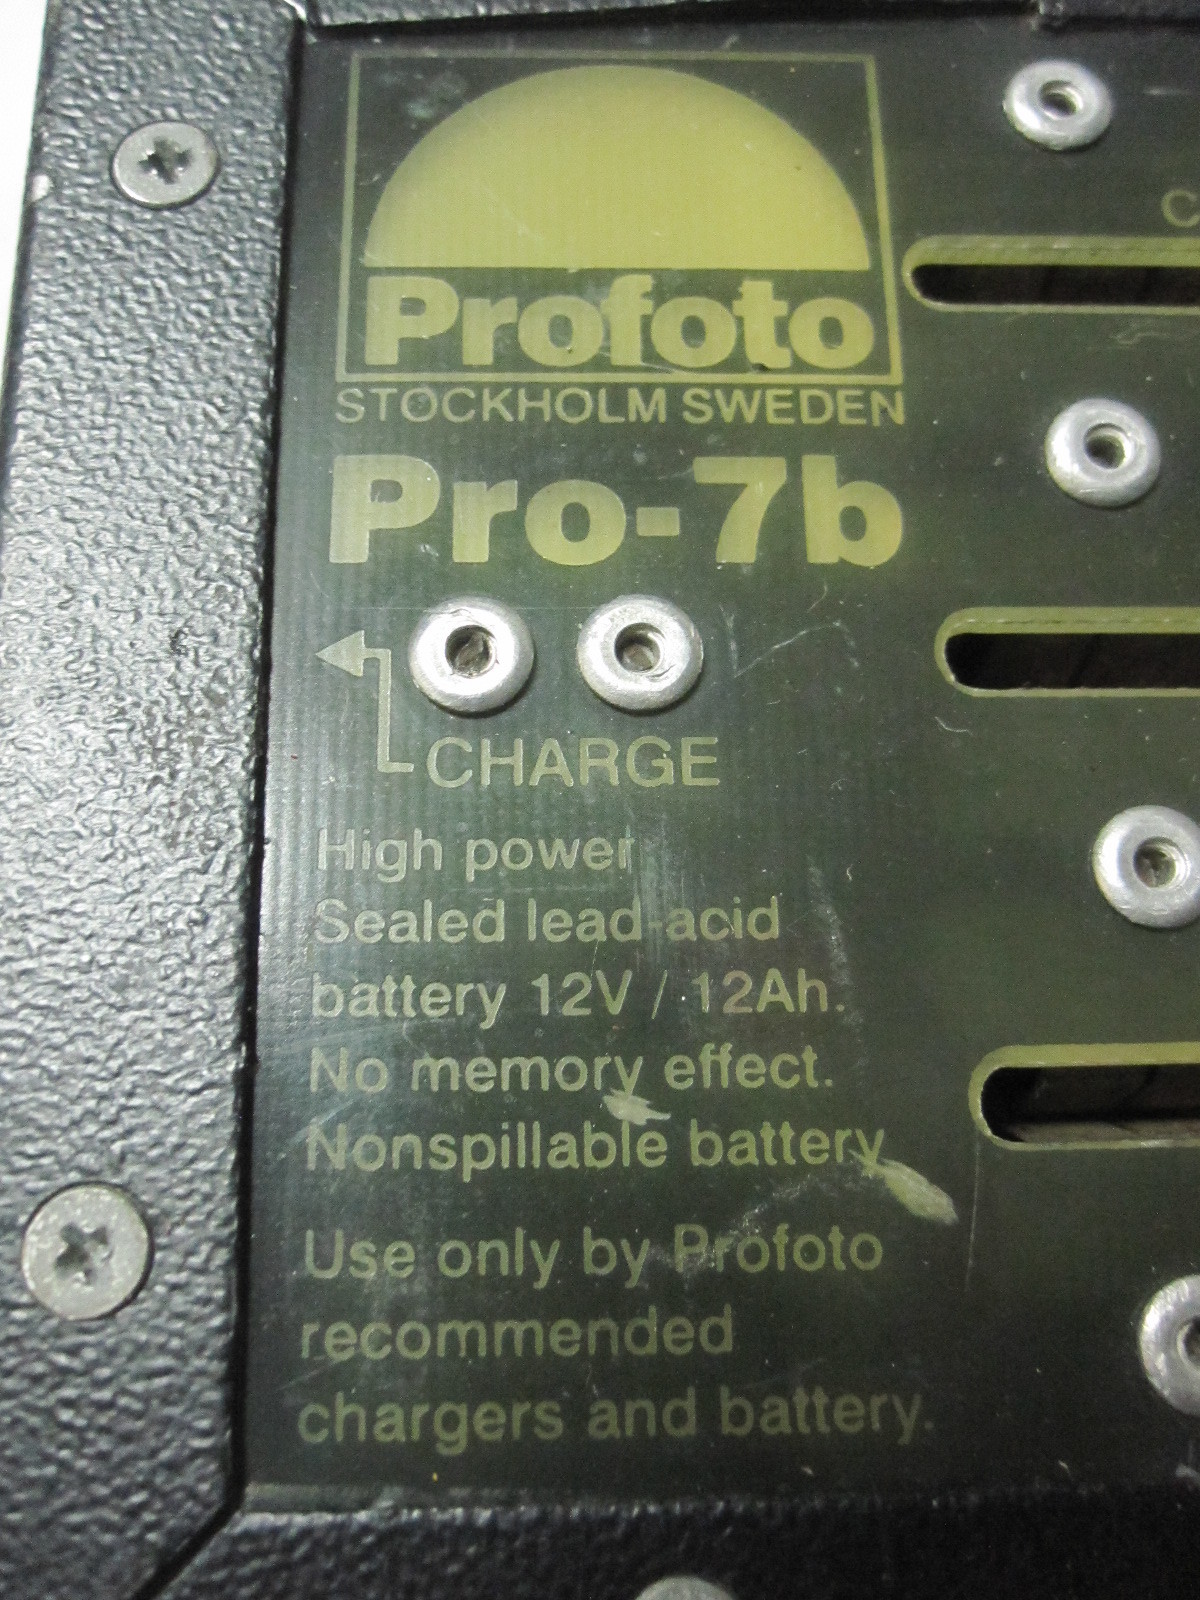 Profoto
STOCKHOLM SWEDEN
Pro-7b
CHARGE
High power
Sealed lead-acid
battery 12V / 12Ah.
No memory effect.
Nonspillable battery
Use only by Profoto
recommended
chargers and battery.